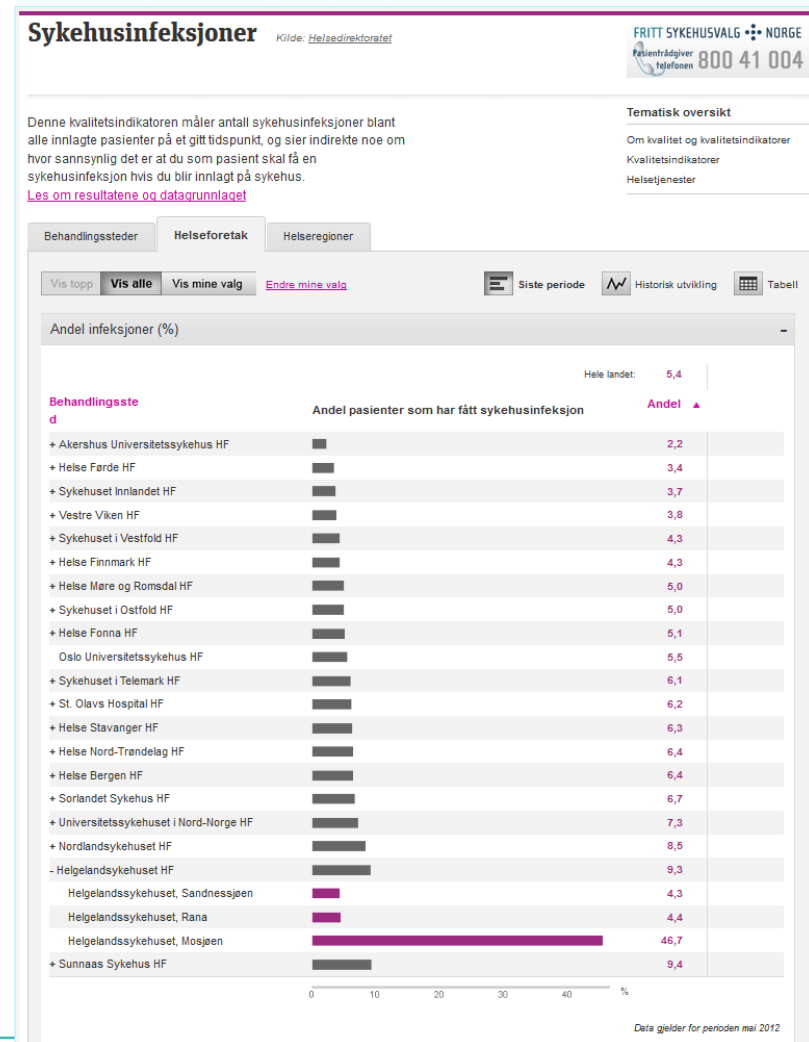 Sykehusinfeksjoner Kilde: Helsedirektoratet
FRITT SYKEHUSVALG NORGE
Pasientrådgiver telefonen 800 41 004
Denne kvalitetsindikatoren måler antall sykehusinfeksjoner blant
alle innlagte pasienter på et gitt tidspunkt, og sier indirekte noe om
hvor sannsynlig det er at du som pasient skal få en
sykehusinfeksjon hvis du blir innlagt på sykehus.
Les om resultatene og datagrunnlaget
Tematisk oversikt
Om kvalitet og kvalitetsindikatorer
Kvalitetsindikatorer
Helsetjenester
Behandlingssteder Helseforetak Helseregioner
Vis topp Vis alle Vis mine valg Endre mine valg Siste periode Historisk utvikling Tabell
Andel infeksjoner (%) -
Hele landet: 5,4
Behandlingsste
d
Andel pasienter som har fått sykehusinfeksjon Andel ▲
+ Akershus Universitetssykehus HF 2,2
+ Helse Førde HF 3,4
+ Sykehuset Innlandet HF 3,7
+ Vestre Viken HF 3,8
+ Sykehuset i Vestfold HF 4,3
+ Helse Finnmark HF 4,3
+ Helse Møre og Romsdal HF 5,0
+ Sykehuset i Ostfold HF 5,0
+ Helse Fonna HF 5,1
Oslo Universitetssykehus HF 5,5
+ Sykehuset i Telemark HF 6,1
+ St. Olavs Hospital HF 6,2
+ Helse Stavanger HF 6,3
+ Helse Nord-Trøndelag HF 6,4
+ Helse Bergen HF 6,4
+ Sorlandet Sykehus HF 6,7
+ Universitetssykehuset i Nord-Norge HF 7,3
+ Nordlandsykehuset HF 8,5
- Helgelandsykehuset HF 9,3
Helgelandssykehuset, Sandnessjøen 4,3
Helgelandssykehuset, Rana 4,4
Helgelandssykehuset, Mosjøen 46,7
+ Sunnaas Sykehus HF 9,4
0 10 20 30 40 %
Data gjelder for perioden mai 2012